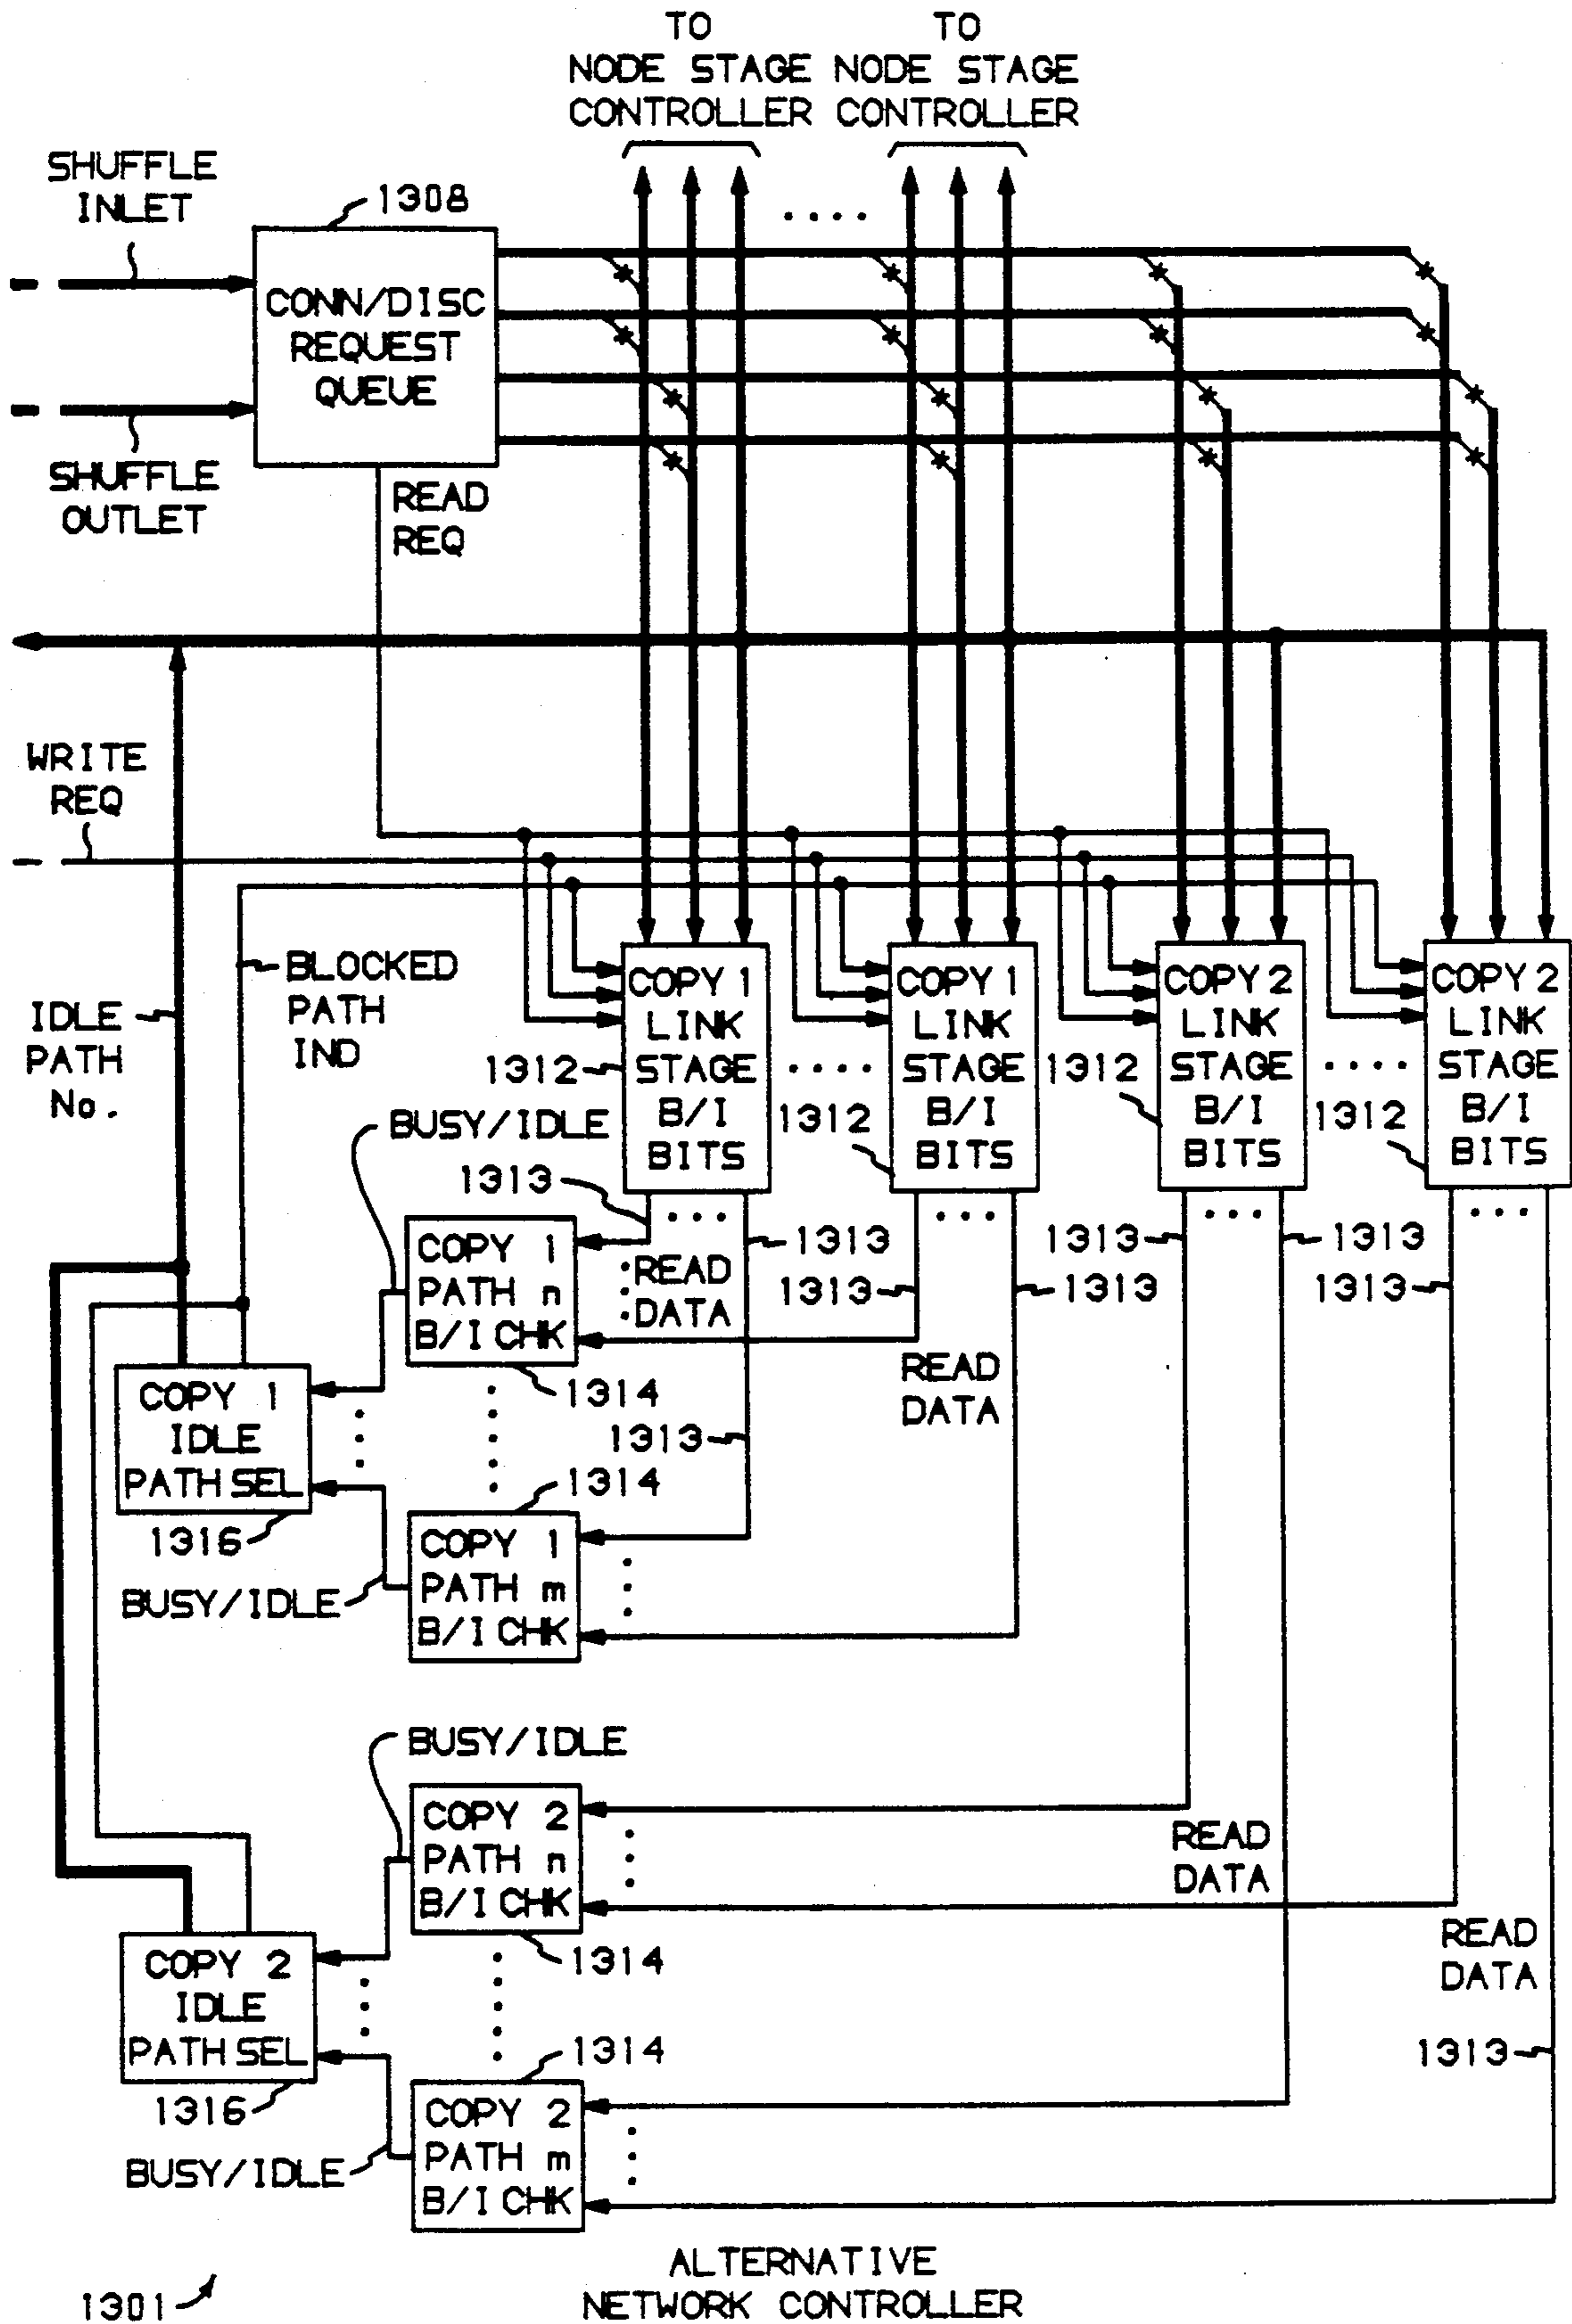 TO
NODE STAGE
CONTROLLER
TO
NODE STAGE
CONTROLLER
SHUFFLE
INLET
1308
CONN/DISC
REQUEST
QUEUE
SHUFFLE
OUTLET
READ
REQ
WRITE
REQ
BLOCKED
PATH
IND
IDLE
PATH
No.
COPY 1
LINK
STAGE
B/I
BITS
COPY 1
LINK
STAGE
B/I
BITS
COPY 2
LINK
STAGE
B/I
BITS
COPY 2
LINK
STAGE
B/I
BITS
1312
1312
1312
1312
BUSY/IDLE
1313
1313
1313
1313
1313
1313
1313
COPY 1
PATH n
B/I CHK
READ
DATA
1314
READ
DATA
COPY 1
IDLE
PATH SEL
1316
1313
1314
COPY 1
PATH m
B/I CHK
BUSY/IDLE
BUSY/IDLE
COPY 2
PATH n
B/I CHK
READ
DATA
1314
READ
DATA
COPY 2
IDLE
PATH SEL
1316
1314
1313
COPY 2
PATH m
B/I CHK
BUSY/IDLE
ALTERNATIVE
NETWORK CONTROLLER
1301